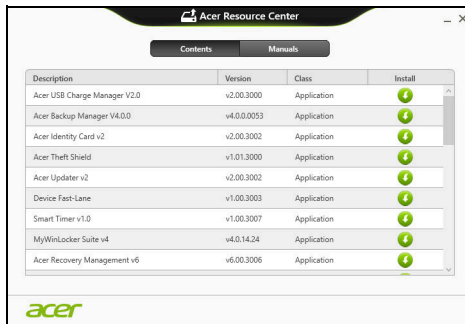 Acer Resource Center
Contents Manuals
Description Version Class Install
Acer USB Charge Manager V2.0 v2.00.3000 Application
Acer Backup Manager V4.0.0 v4.0.0.0053 Application
Acer Identity Card v2 v2.00.3002 Application
Acer Theft Shield v1.01.3000 Application
Acer Updater v2 v2.00.3002 Application
Device Fast-Lane v1.00.3003 Application
Smart Timer v1.0 v1.00.3007 Application
MyWinLocker Suite v4 v4.0.14.24 Application
Acer Recovery Management v6 v6.00.3006 Application
acer